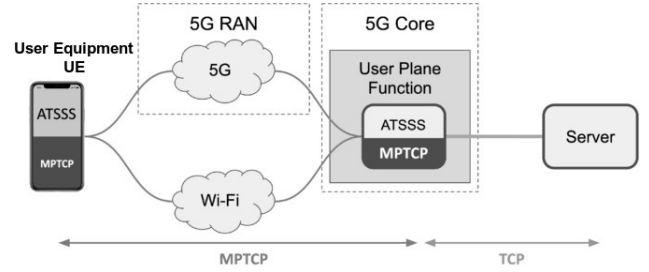 5G RAN
5G Core
User Equipment
UE
5G
User Plane
Function
ATSSS
MPTCP
ATSSS
MPTCP
Server
Wi-Fi
MPTCP
TCP